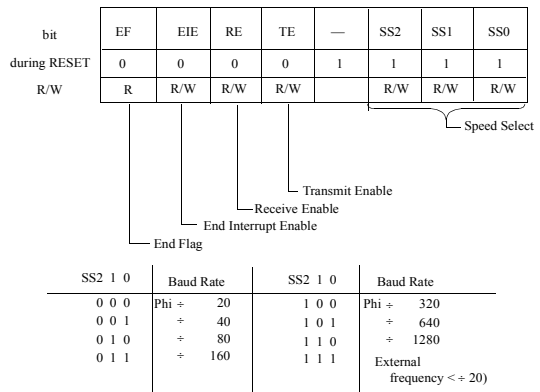 bit EF EIE RE TE — SS2 SS1 SS0
during RESET 0 0 0 0 1 1 1 1
R/W R R/W R/W R/W R/W R/W R/W
Speed Select
Transmit Enable
Receive Enable
End Interrupt Enable
End Flag
SS2 1 0 Baud Rate SS2 1 0 Baud Rate
0 0 0 Phi ÷ 20 1 0 0 Phi ÷ 320
0 0 1 ÷ 40 1 0 1 ÷ 640
0 1 0 ÷ 80 1 1 0 ÷ 1280
0 1 1 ÷ 160 1 1 1 External
frequency < ÷ 20)